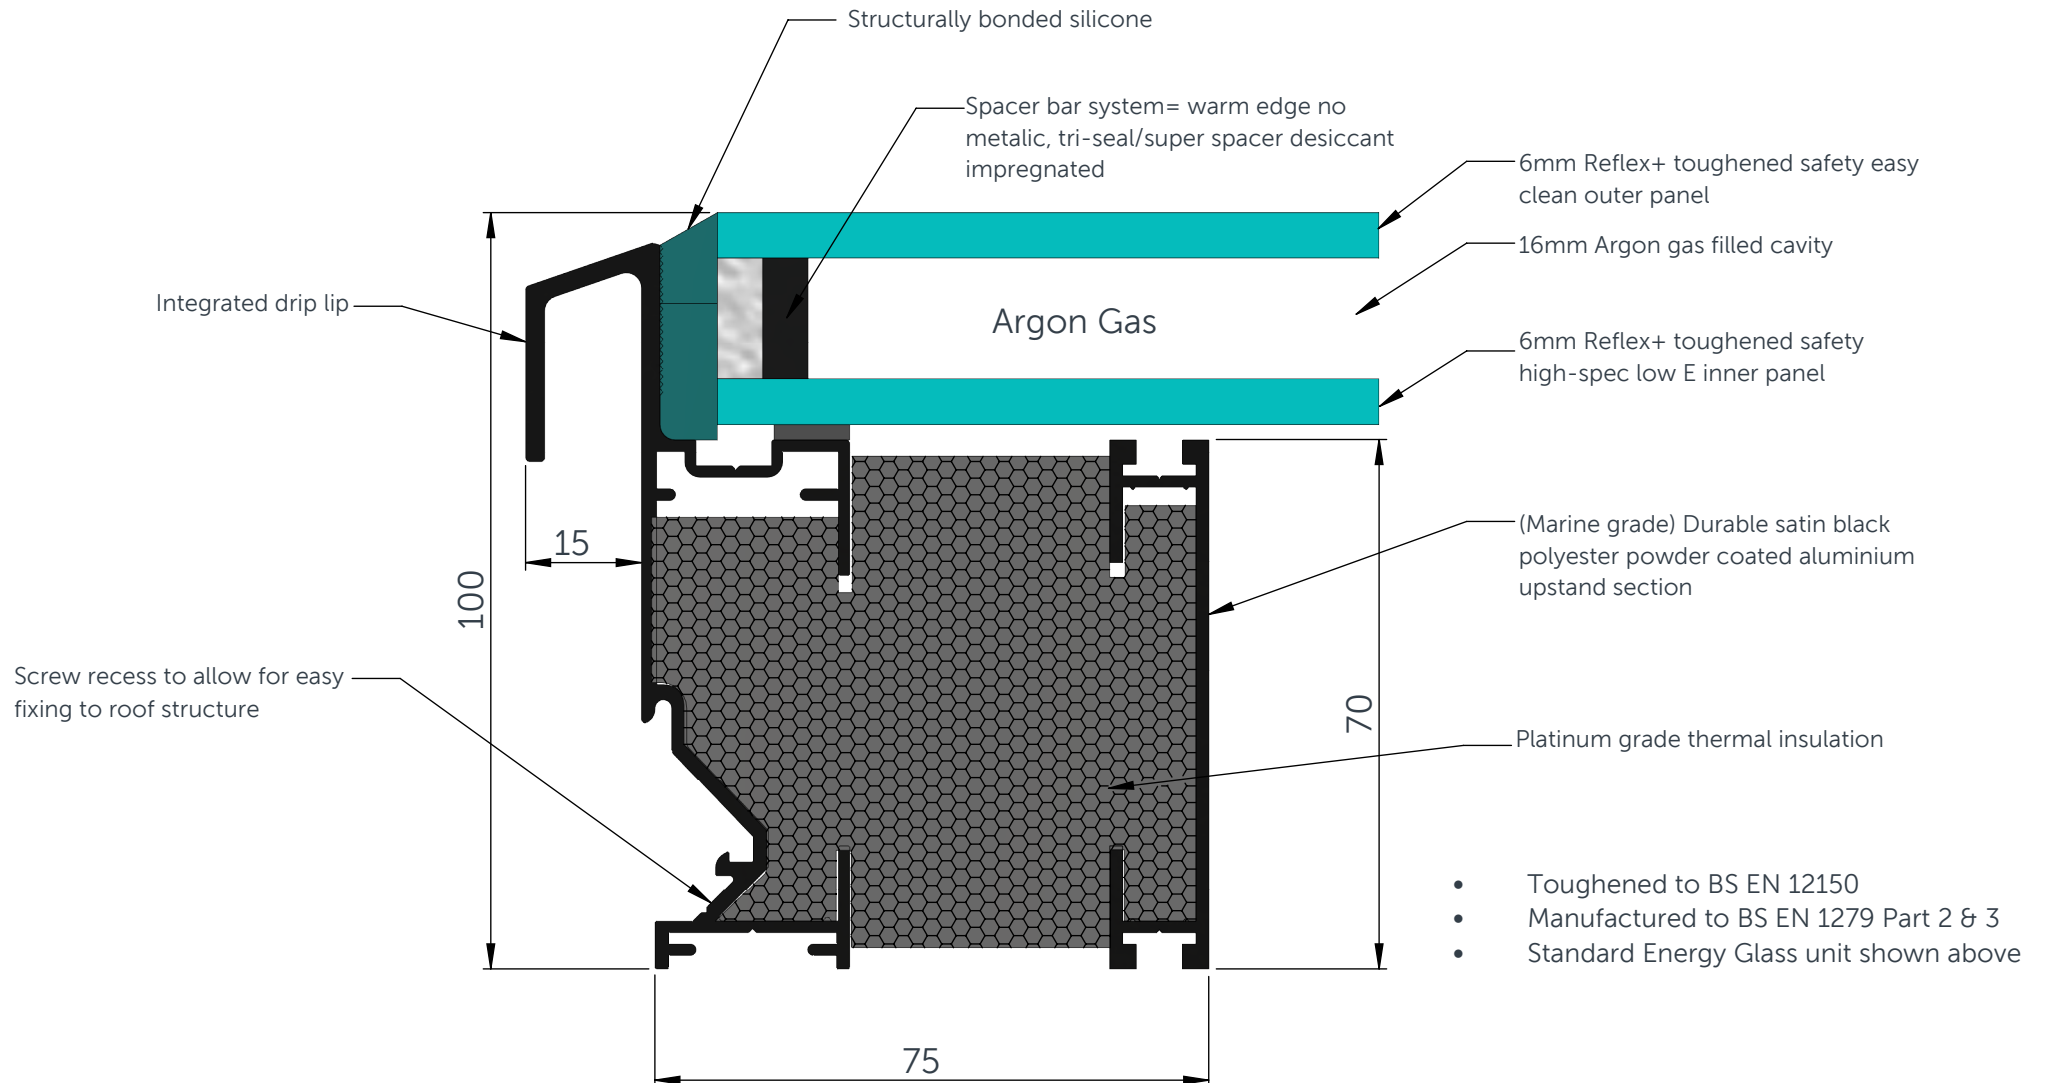 Structurally bonded silicone
Spacer bar system= warm edge no
metalic, tri-seal/super spacer desiccant
impregnated
6mm Reflex+ toughened safety easy
clean outer panel
16mm Argon gas filled cavity
Integrated drip lip
Argon Gas
6mm Reflex+ toughened safety
high-spec low E inner panel
15
100
(Marine grade) Durable satin black
polyester powder coated aluminium
upstand section
Screw recess to allow for easy
fixing to roof structure
70
Platinum grade thermal insulation
• Toughened to BS EN 12150
• Manufactured to BS EN 1279 Part 2 & 3
• Standard Energy Glass unit shown above
75